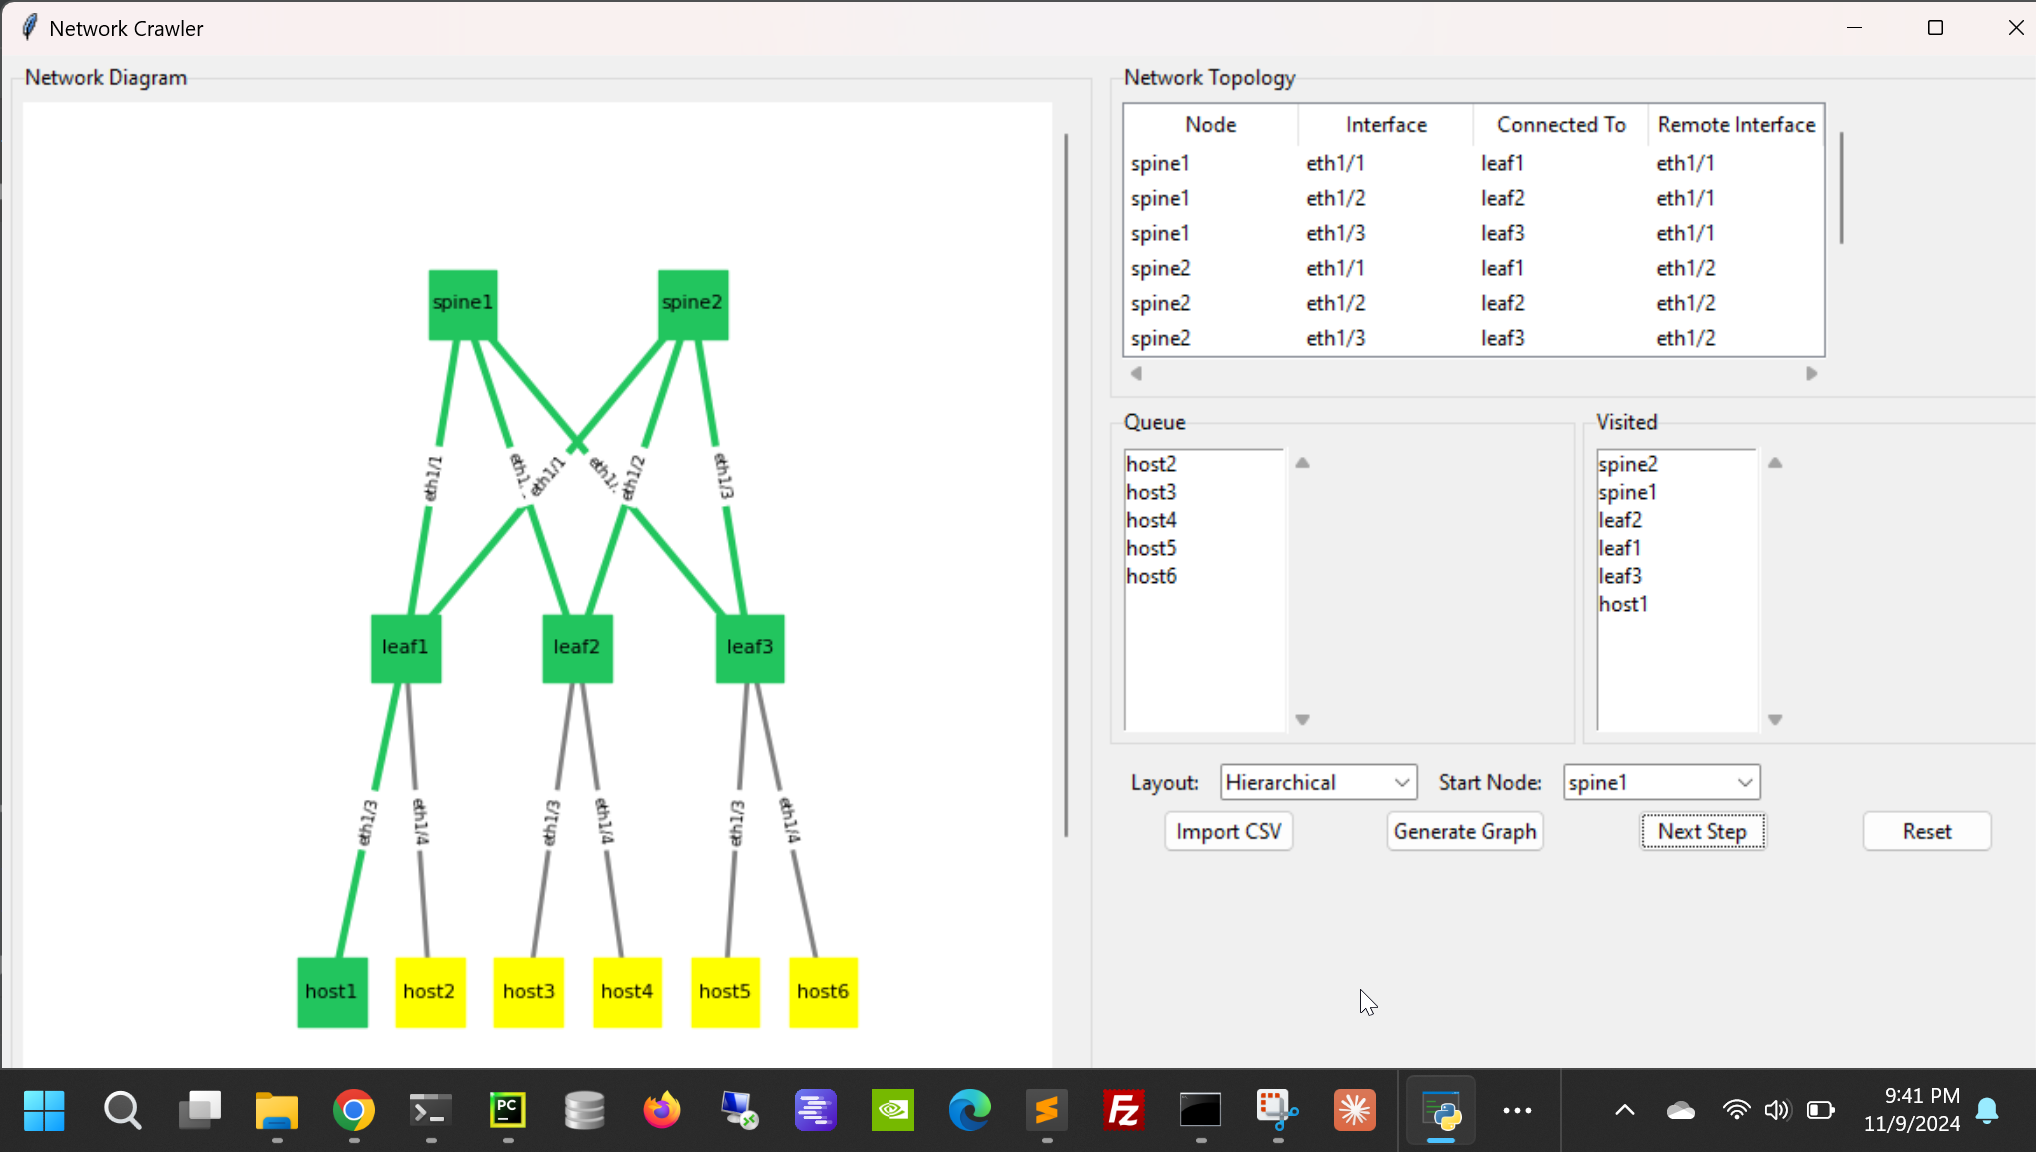 Network Crawler
Network Diagram
spine1 spine2
eth1/1 eth1/1 eth1/2 eth1/3
leaf1 leaf2 leaf3
eth1/3 eth1/4 eth1/3 eth1/4 eth1/3 eth1/4
host1 host2 host3 host4 host5 host6
Network Topology
Node Interface Connected To Remote Interface
spine1 eth1/1 leaf1 eth1/1
spine1 eth1/2 leaf2 eth1/1
spine1 eth1/3 leaf3 eth1/1
spine2 eth1/1 leaf1 eth1/2
spine2 eth1/2 leaf2 eth1/2
spine2 eth1/3 leaf3 eth1/2
Queue
host2
host3
host4
host5
host6
Visited
spine2
spine1
leaf2
leaf1
leaf3
host1
Layout: Hierarchical Start Node: spine1
Import CSV Generate Graph Next Step Reset
PC
Fz
9:41 PM
11/9/2024